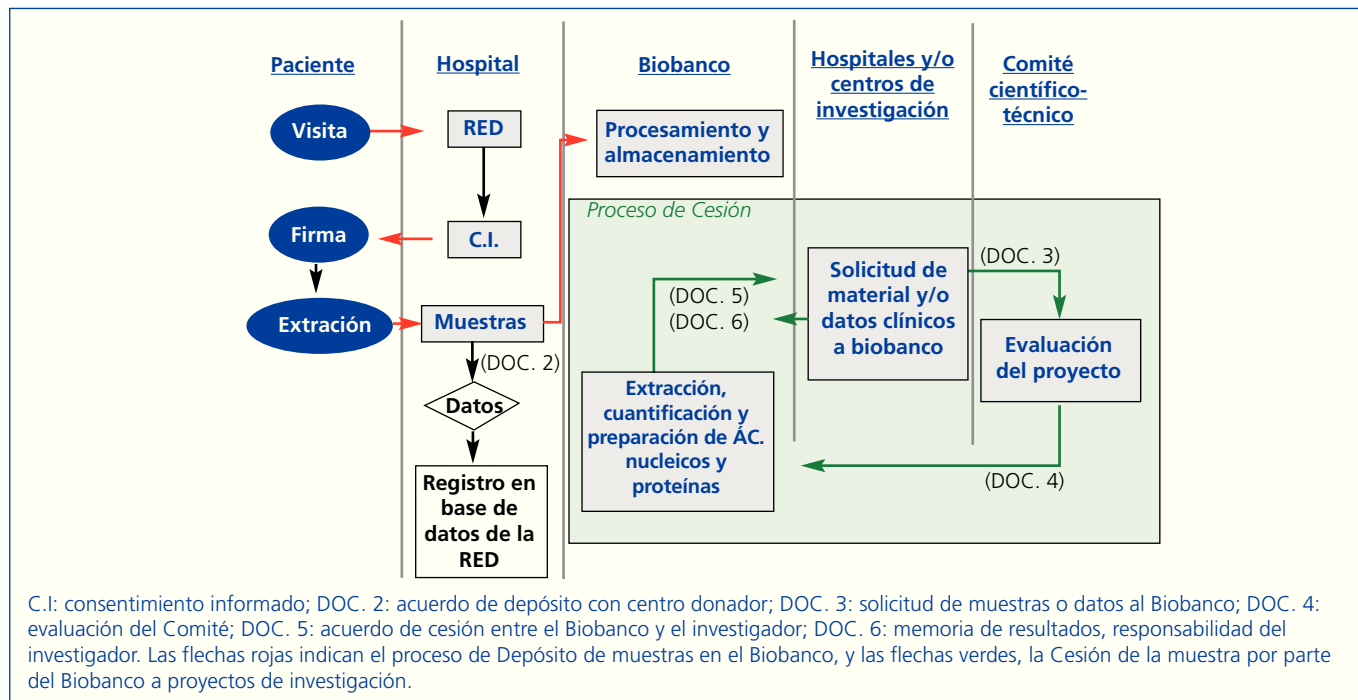 Paciente
Hospital
Biobanco
Hospitales y/o
centros de
investigación
Comité
científico-
técnico
Visita
RED
Procesamiento y
almacenamiento
Proceso de Cesión
Firma
C.I.
Extración
Muestras
(DOC. 2)
Datos
Registro en
base de
datos de la
RED
(DOC. 5)
(DOC. 6)
Solicitud de
material y/o
datos clínicos
a biobanco
(DOC. 3)
Evaluación
del proyecto
Extracción,
cuantificación y
preparación de ÁC.
nucleicos y
proteínas
(DOC. 4)
C.I: consentimiento informado; DOC. 2: acuerdo de depósito con centro donador; DOC. 3: solicitud de muestras o datos al Biobanco; DOC. 4:
evaluación del Comité; DOC. 5: acuerdo de cesión entre el Biobanco y el investigador; DOC. 6: memoria de resultados, responsabilidad del
investigador. Las flechas rojas indican el proceso de Depósito de muestras en el Biobanco, y las flechas verdes, la Cesión de la muestra por parte
del Biobanco a proyectos de investigación.